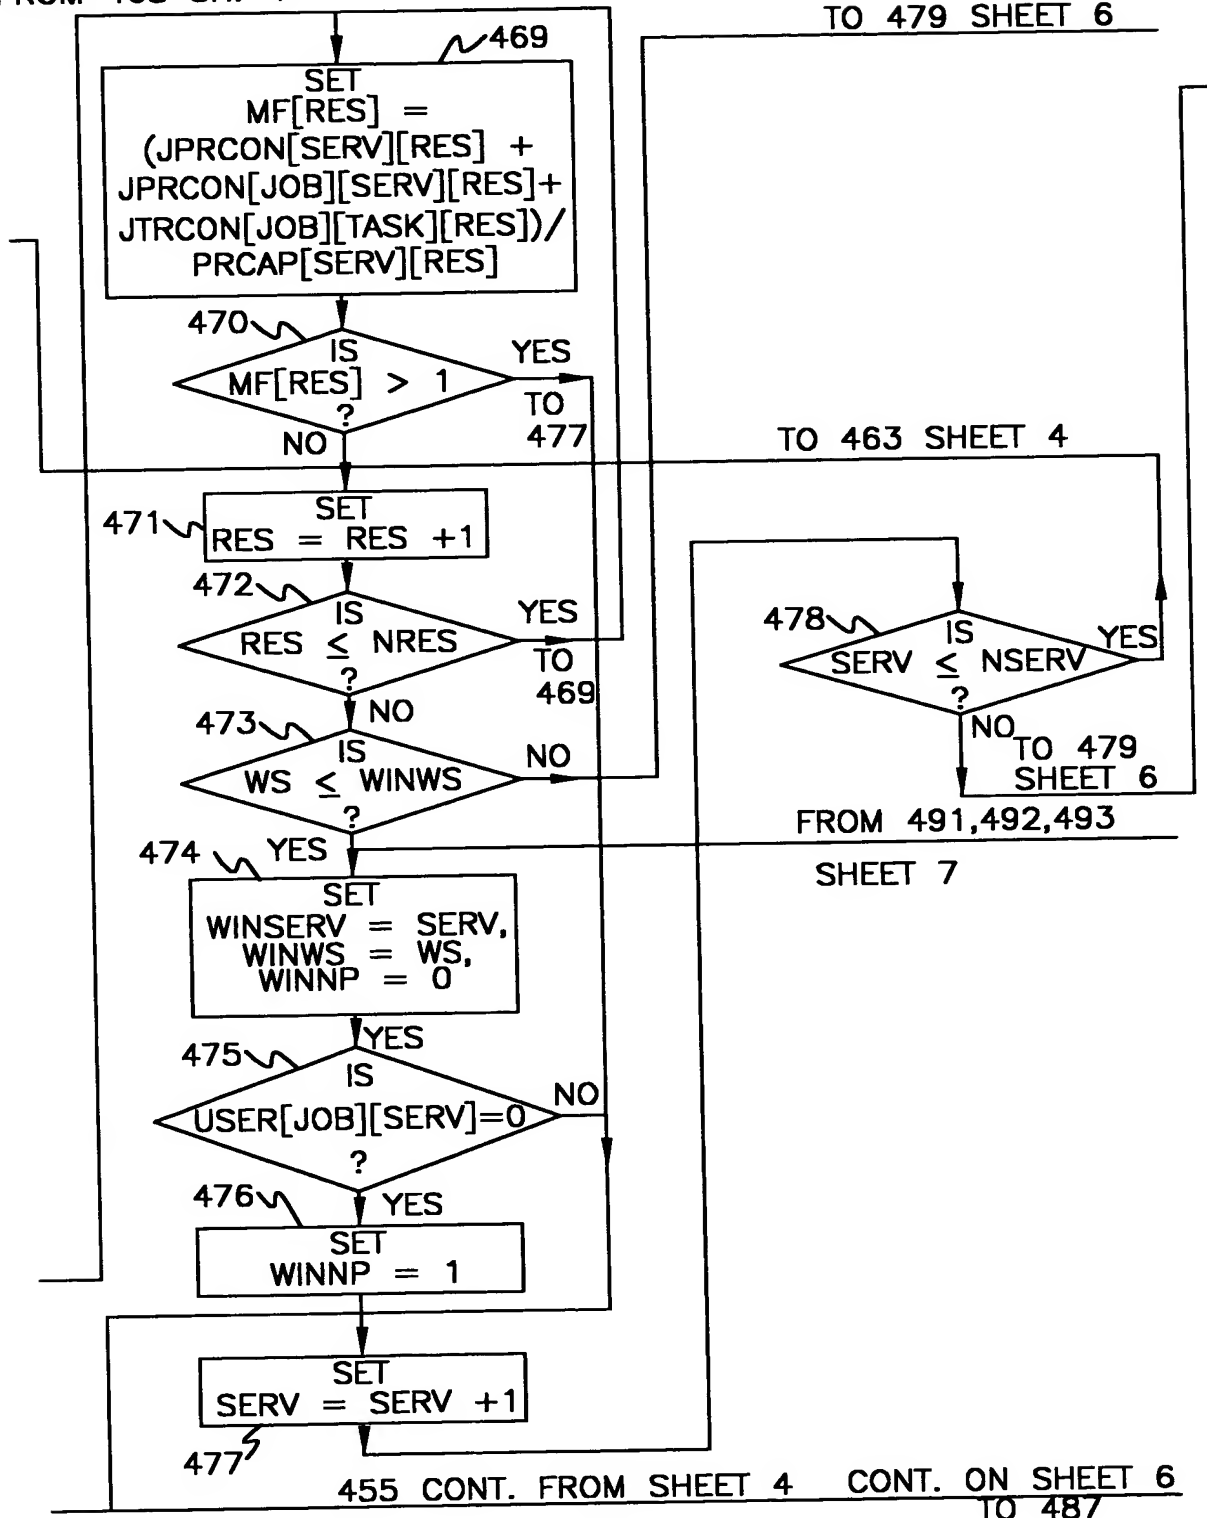 TO 479 SHEET 6
469
SET
MF[RES] =
(JPRCON[SERV][RES] +
JPRCON[JOB][SERV][RES]+
JTRCON[JOB][TASK][RES])/
PRCAP[SERV][RES]
470
IS
MF[RES] > 1
?
YES
TO
477
NO
TO 463 SHEET 4
471
SET
RES = RES +1
472
IS
RES ≤ NRES
?
YES
TO
469
NO
478
IS
SERV ≤ NSERV
?
YES
NO
TO 479
SHEET 6
473
IS
WS ≤ WINWS
?
NO
YES
FROM 491,492,493
SHEET 7
474
SET
WINSERV = SERV,
WINWS = WS,
WINNP = 0
YES
475
IS
USER[JOB][SERV]=0
?
NO
YES
476
SET
WINNP = 1
SET
SERV = SERV +1
477
455 CONT. FROM SHEET 4 CONT. ON SHEET 6
TO 487